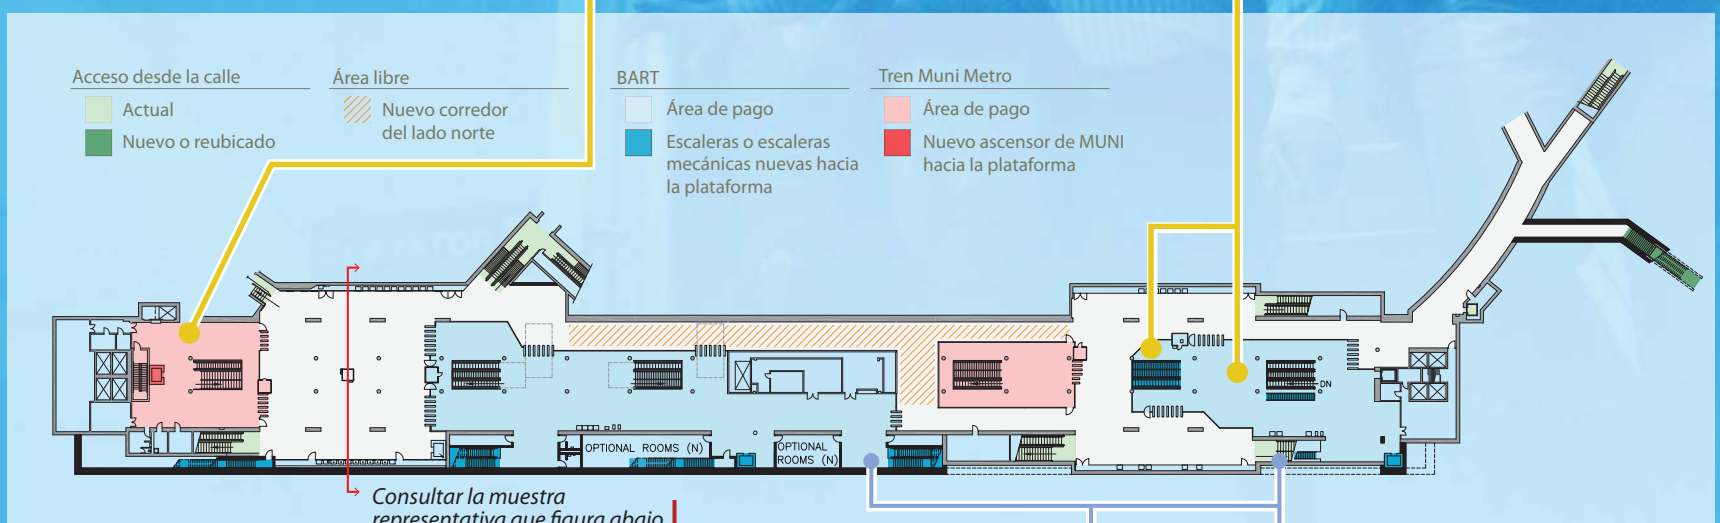 Acceso desde la calle
Actual
Nuevo o reubicado
Área libre
Nuevo corredor
del lado norte
BART
Área de pago
Escaleras o escaleras
mecánicas nuevas hacia
la plataforma
Tren Muni Metro
Área de pago
Nuevo ascensor de MUNI
hacia la plataforma
DN
OPTIONAL ROOMS (N)
OPTIONAL
ROOMS (N)
Consultar la muestra
representativa que figura abajo